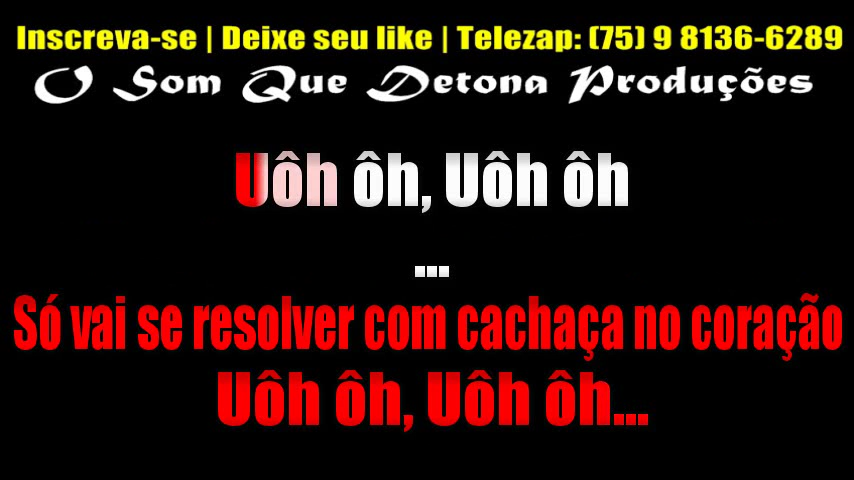 Inscreva-se | Deixe seu like | Telezap: (75) 9 8136-6289
O Som Que Detona Produções
Uôh ôh, Uôh ôh
...
Só vai se resolver com cachaça no coração
Uôh ôh, Uôh ôh...